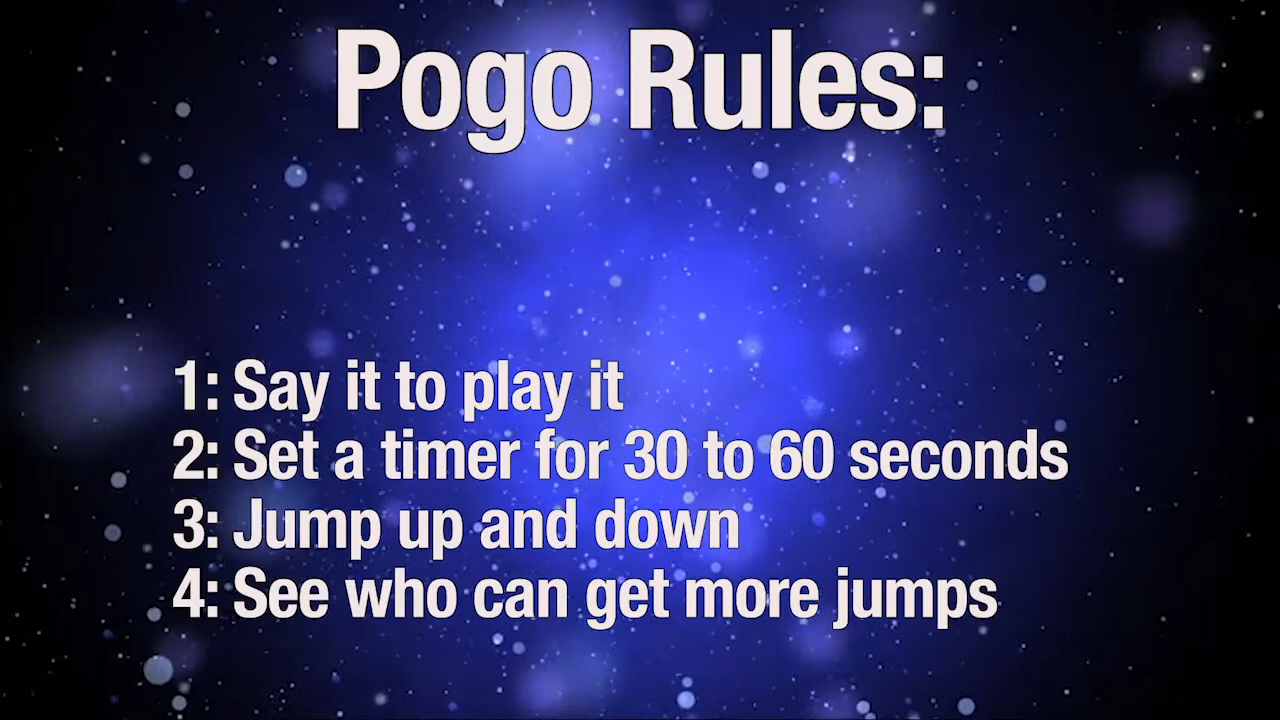 Pogo Rules:
1: Say it to play it
2: Set a timer for 30 to 60 seconds
3: Jump up and down
4: See who can get more jumps